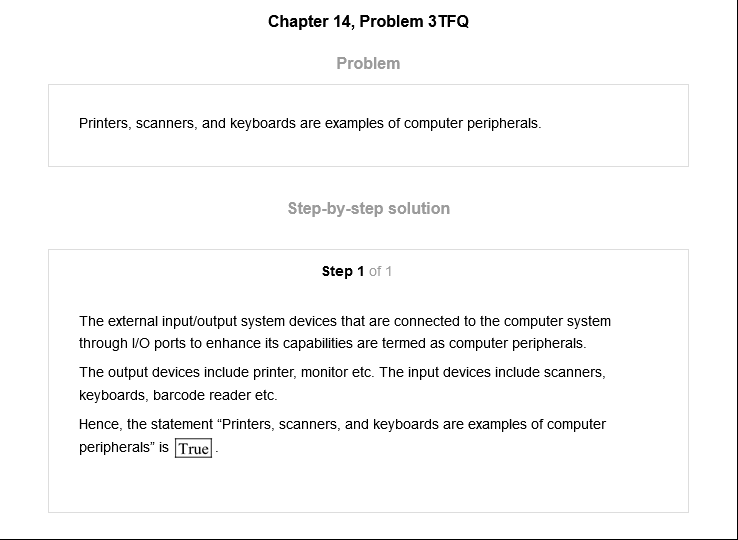 Chapter 14, Problem 3TFQ
Problem
Printers, scanners, and keyboards are examples of computer peripherals.
Step-by-step solution
Step 1 of 1
The external input/output system devices that are connected to the computer system
through I/O ports to enhance its capabilities are termed as computer peripherals.
The output devices include printer, monitor etc. The input devices include scanners,
keyboards, barcode reader etc.
Hence, the statement “Printers, scanners, and keyboards are examples of computer
peripherals” is True.